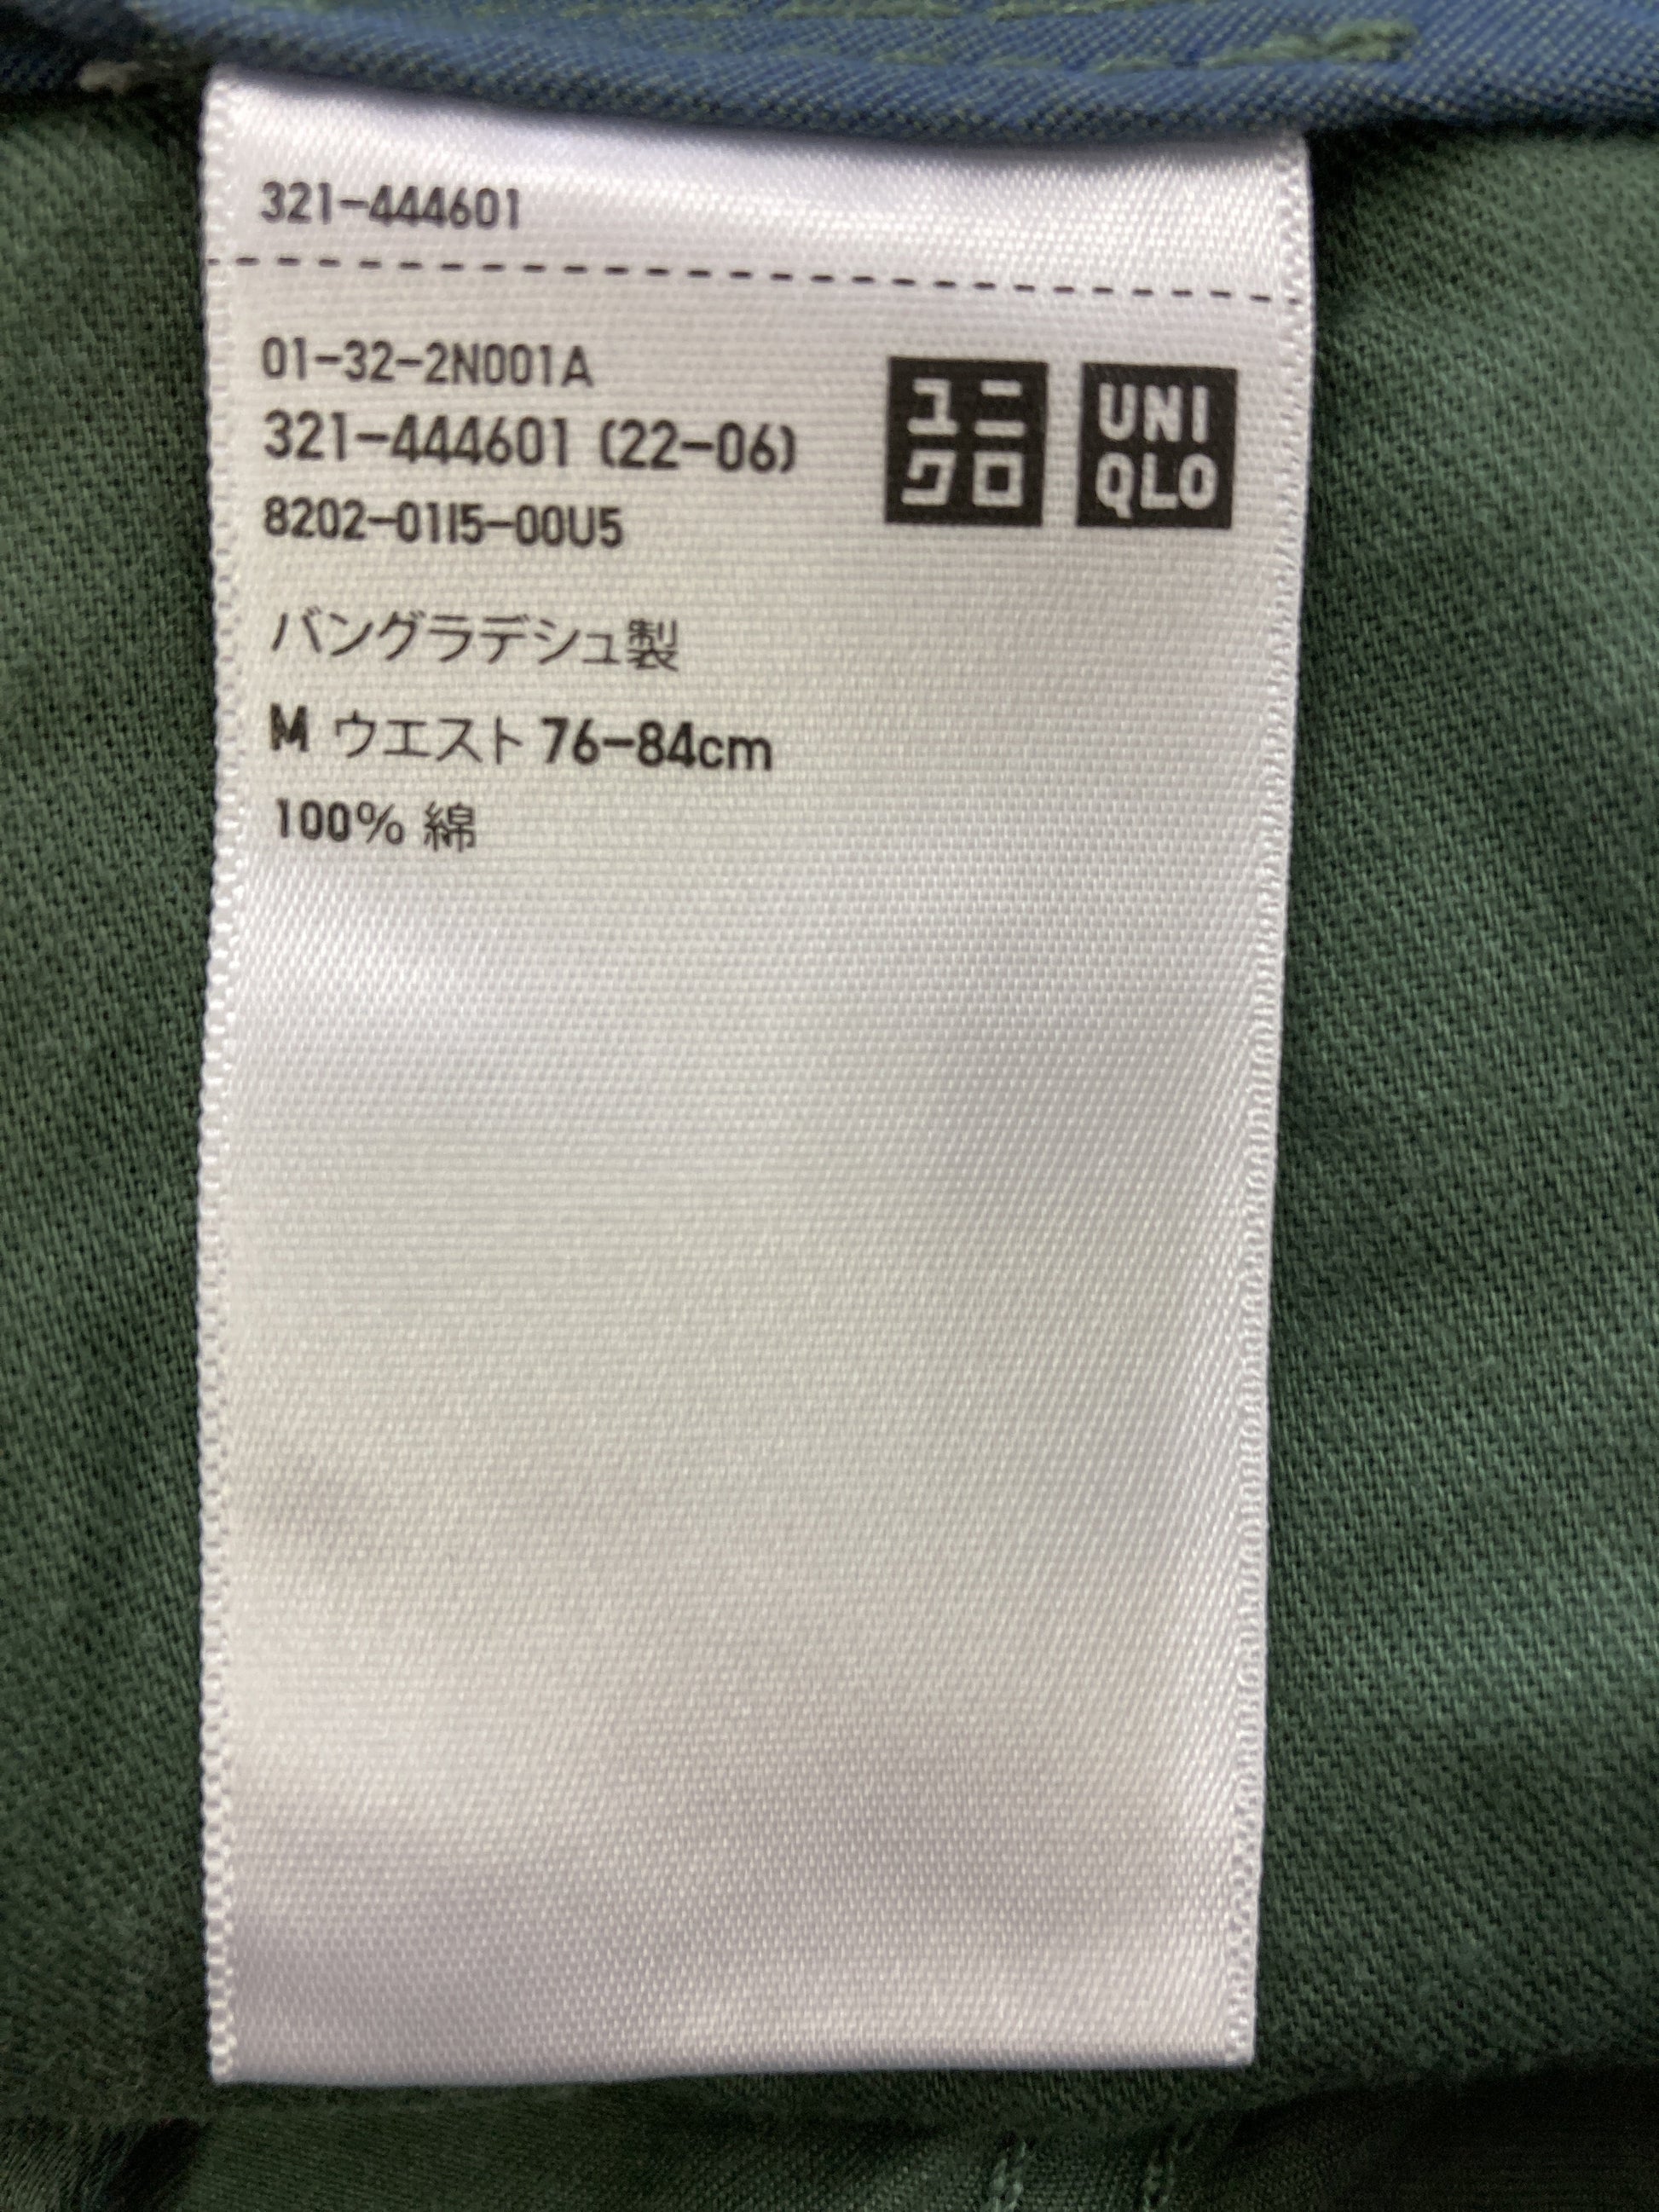 321-444601
01-32-2N001A
321-444601 (22-06)
8202-01I5-00U5
ユニ
クロ
UNI
QLO
バングラデシュ製
M ウエスト 76-84cm
100% 綿